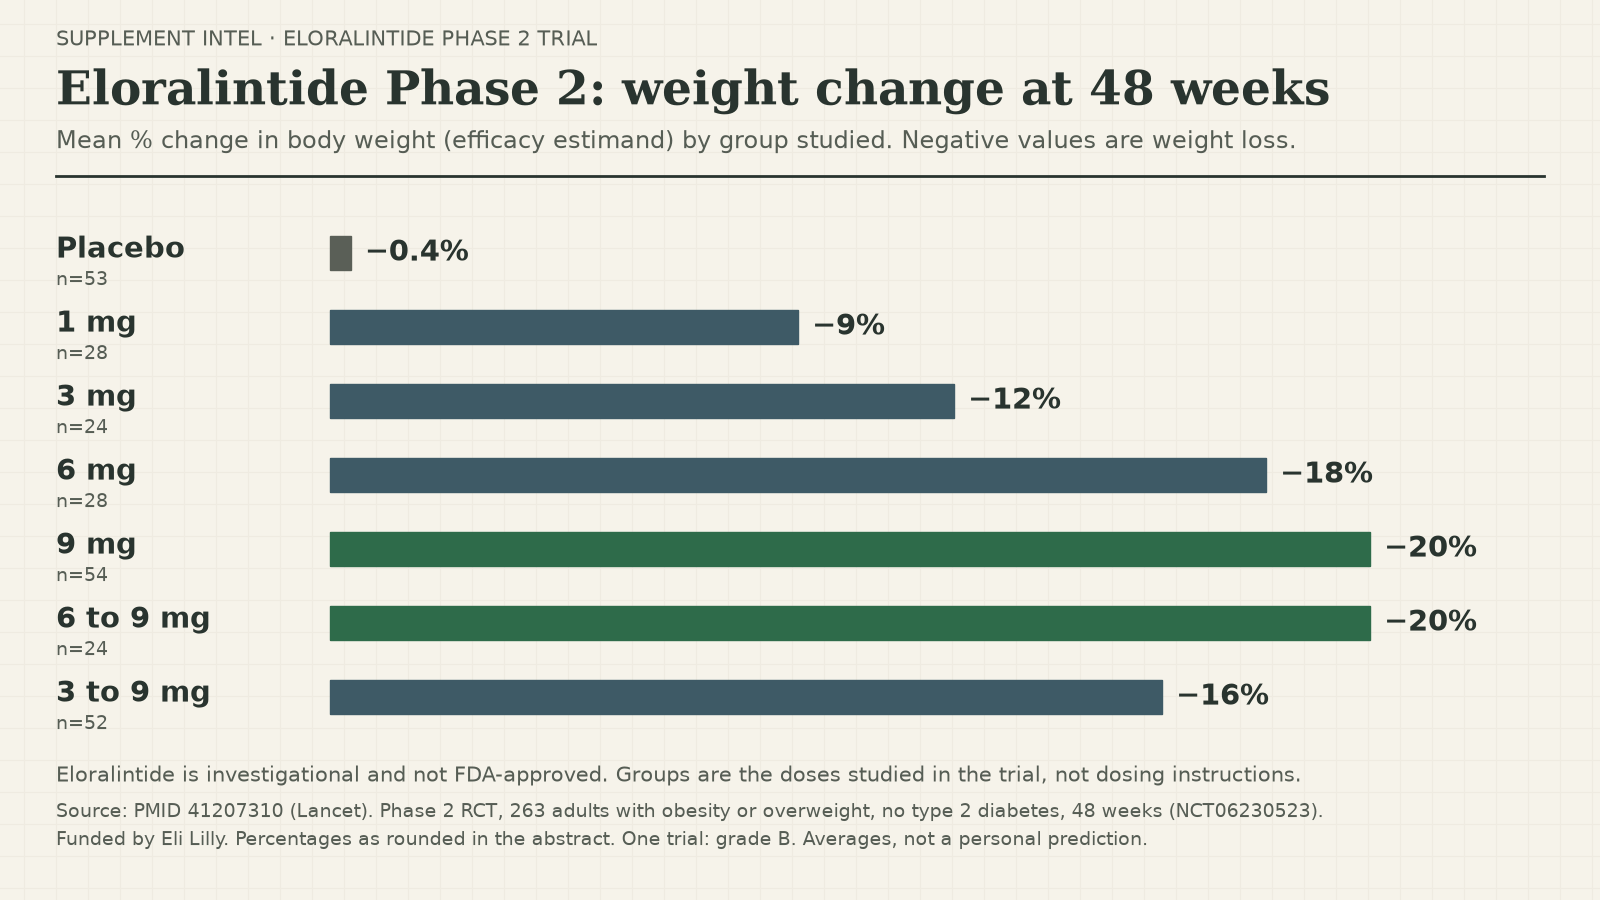 SUPPLEMENT INTEL · ELORALINTIDE PHASE 2 TRIAL
Eloralintide Phase 2: weight change at 48 weeks
Mean % change in body weight (efficacy estimand) by group studied. Negative values are weight loss.
Placebo
−0.4%
n=53
1 mg
−9%
n=28
3 mg
−12%
n=24
6 mg
−18%
n=28
9 mg
−20%
n=54
6 to 9 mg
−20%
n=24
3 to 9 mg
−16%
n=52
Eloralintide is investigational and not FDA-approved. Groups are the doses studied in the trial, not dosing instructions.
Source: PMID 41207310 (Lancet). Phase 2 RCT, 263 adults with obesity or overweight, no type 2 diabetes, 48 weeks (NCT06230523).
Funded by Eli Lilly. Percentages as rounded in the abstract. One trial: grade B. Averages, not a personal prediction.